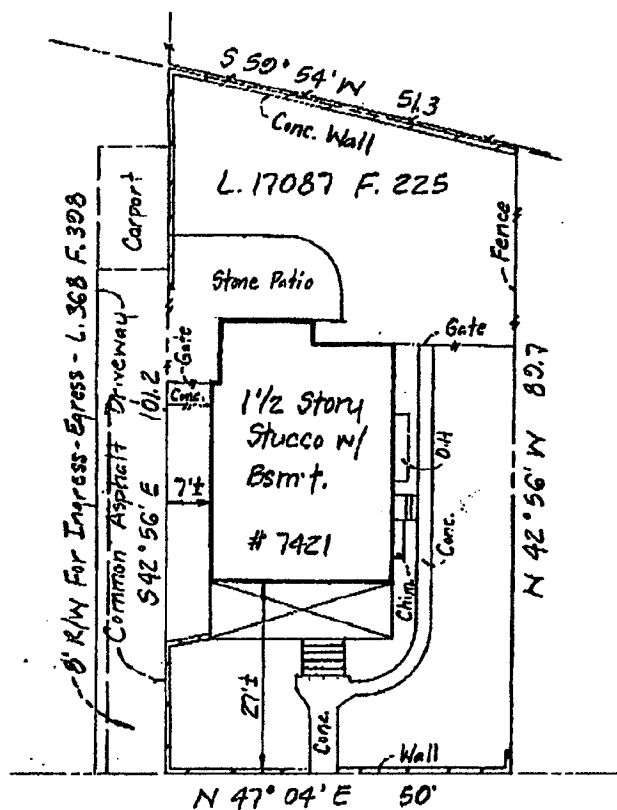 S 59° 54' W 51.3
Conc. Wall
L. 17087 F. 225
Carport
Fence
Stone Patio
Gate
Gate
Conc.
1 1/2 Story
Stucco w/
Bsm't.
# 7421
O.H
7'±
8' R/W For Ingress-Egress - L.368 F.398
Common Asphalt Driveway
S 42° 56' E 101.2
N 42° 56' W 89.7
Chim.
Conc.
27'±
Conc.
Wall
N 47° 04' E 50'